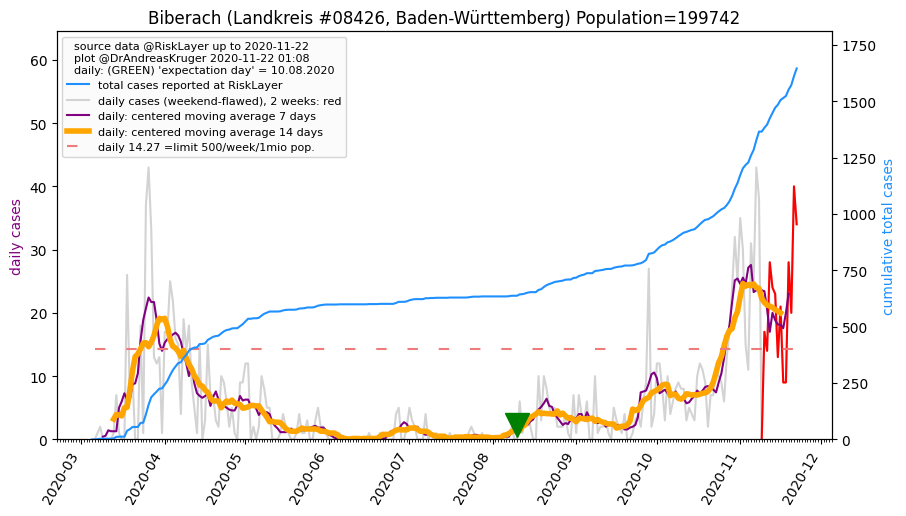 Biberach (Landkreis #08426, Baden-Württemberg) Population=199742
source data @RiskLayer up to 2020-11-22
plot @DrAndreasKruger 2020-11-22 01:08
daily: (GREEN) 'expectation day' = 10.08.2020
total cases reported at RiskLayer
daily cases (weekend-flawed), 2 weeks: red
daily: centered moving average 7 days
daily: centered moving average 14 days
daily 14.27 =limit 500/week/1mio pop.
daily cases
60
50
40
30
20
10
0
cumulative total cases
1750
1500
1250
1000
750
500
250
0
2020-03
2020-04
2020-05
2020-06
2020-07
2020-08
2020-09
2020-10
2020-11
2020-12